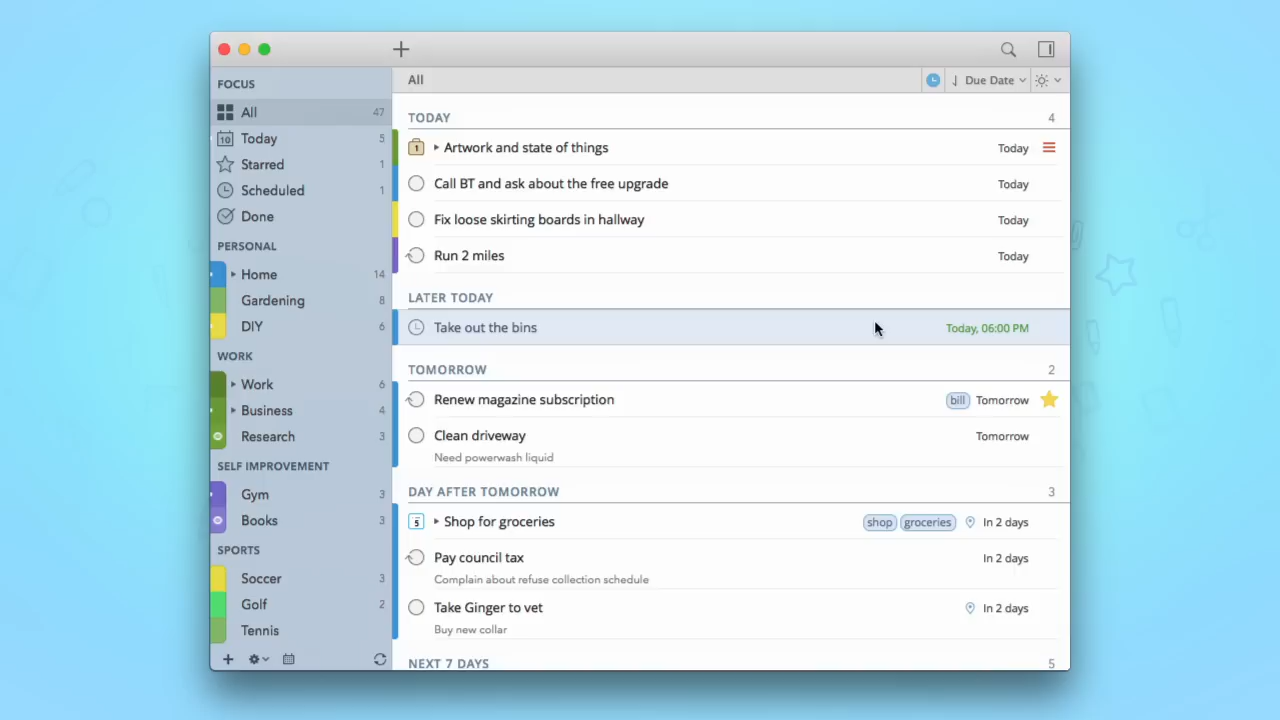 All
Due Date
FOCUS
All 47
10 Today 5
Starred 1
Scheduled 1
Done
PERSONAL
Home 14
Gardening 8
DIY 6
WORK
Work 6
Business 4
Research 3
SELF IMPROVEMENT
Gym 3
Books 3
SPORTS
Soccer 3
Golf 2
Tennis
TODAY 4
1 Artwork and state of things Today
Call BT and ask about the free upgrade Today
Fix loose skirting boards in hallway Today
Run 2 miles Today
LATER TODAY
Take out the bins Today, 06:00 PM
TOMORROW 2
Renew magazine subscription bill Tomorrow
Clean driveway Tomorrow
Need powerwash liquid
DAY AFTER TOMORROW 3
5 Shop for groceries shop groceries In 2 days
Pay council tax In 2 days
Complain about refuse collection schedule
Take Ginger to vet In 2 days
Buy new collar
NEXT 7 DAYS 5